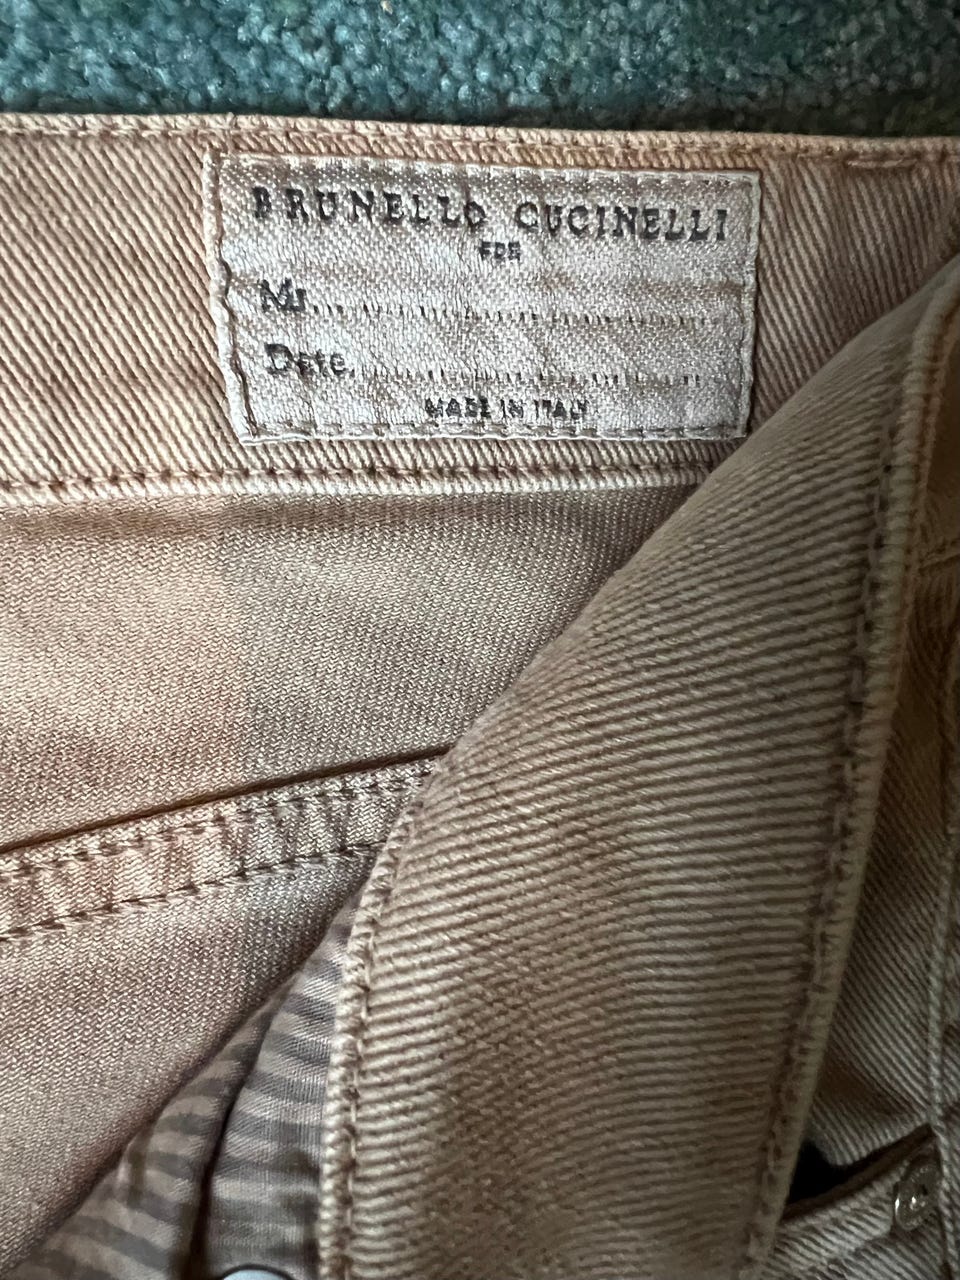 BRUNELLO CUCINELLI
FOR
Mr.
Date
MADE IN ITALY